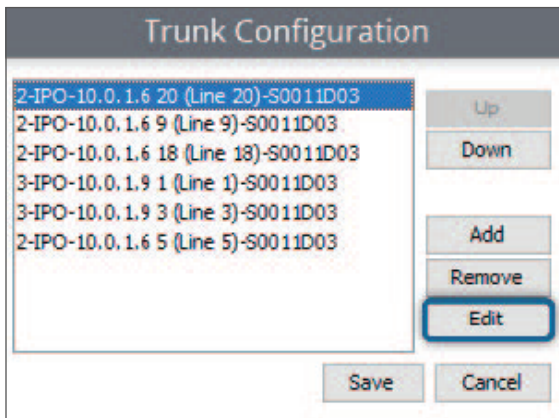 Trunk Configuration
2-IPO-10.0.1.6 20 (Line 20)-S0011D03
2-IPO-10.0.1.6 9 (Line 9)-S0011D03
2-IPO-10.0.1.6 18 (Line 18)-S0011D03
3-IPO-10.0.1.9 1 (Line 1)-S0011D03
3-IPO-10.0.1.9 3 (Line 3)-S0011D03
2-IPO-10.0.1.6 5 (Line 5)-S0011D03
Up
Down
Add
Remove
Edit
Save
Cancel